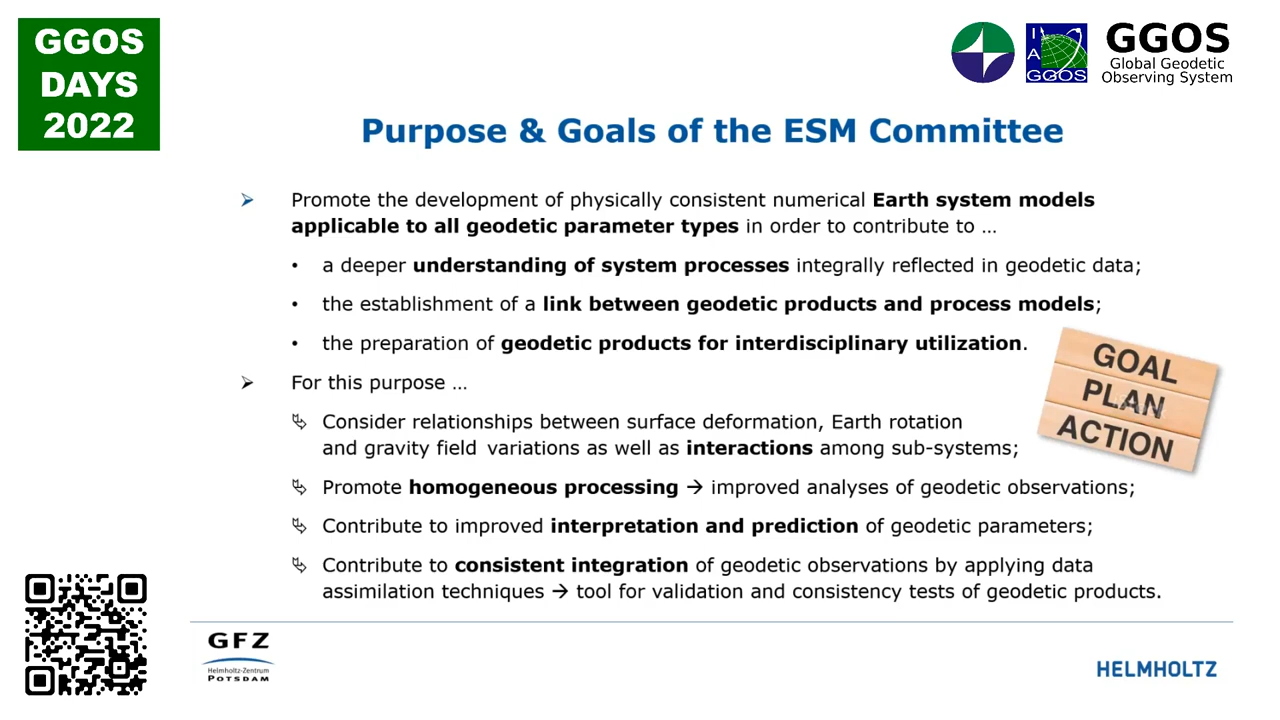 GGOS
DAYS
2022
I
A
G
GGOS
GGOS
Global Geodetic
Observing System
Purpose & Goals of the ESM Committee
➢ Promote the development of physically consistent numerical Earth system models
applicable to all geodetic parameter types in order to contribute to …
• a deeper understanding of system processes integrally reflected in geodetic data;
• the establishment of a link between geodetic products and process models;
• the preparation of geodetic products for interdisciplinary utilization.
➢ For this purpose …
Consider relationships between surface deformation, Earth rotation
and gravity field variations as well as interactions among sub-systems;
Promote homogeneous processing → improved analyses of geodetic observations;
Contribute to improved interpretation and prediction of geodetic parameters;
Contribute to consistent integration of geodetic observations by applying data
assimilation techniques → tool for validation and consistency tests of geodetic products.
GOAL
PLAN
ACTION
GFZ
Helmholtz-Zentrum
POTSDAM
HELMHOLTZ